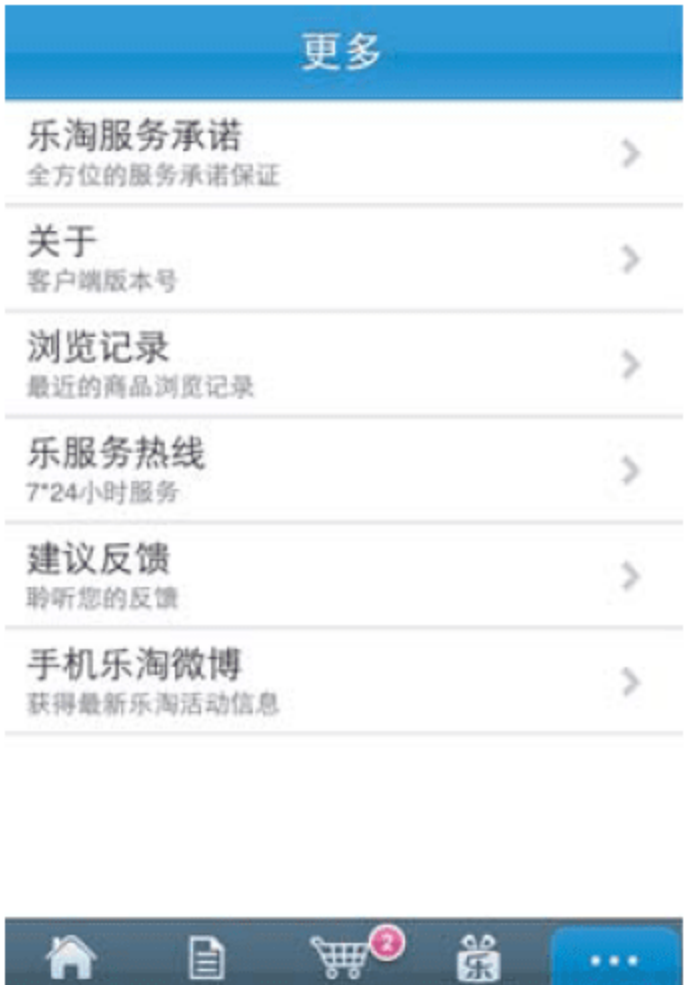 更多
乐淘服务承诺
全方位的服务承诺保证
关于
客户端版本号
浏览记录
最近的商品浏览记录
乐服务热线
7*24小时服务
建议反馈
聆听您的反馈
手机乐淘微博
获得最新乐淘活动信息
2
乐